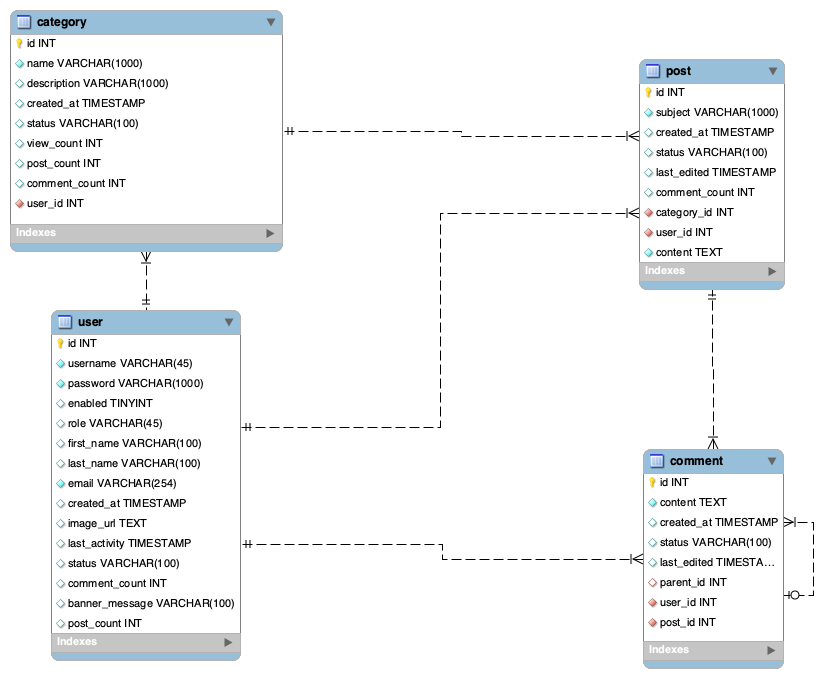 category
id INT
name VARCHAR(1000)
description VARCHAR(1000)
created_at TIMESTAMP
status VARCHAR(100)
view_count INT
post_count INT
comment_count INT
user_id INT
Indexes
post
id INT
subject VARCHAR(1000)
created_at TIMESTAMP
status VARCHAR(100)
last_edited TIMESTAMP
comment_count INT
category_id INT
user_id INT
content TEXT
Indexes
user
id INT
username VARCHAR(45)
password VARCHAR(1000)
enabled TINYINT
role VARCHAR(45)
first_name VARCHAR(100)
last_name VARCHAR(100)
email VARCHAR(254)
created_at TIMESTAMP
image_url TEXT
last_activity TIMESTAMP
status VARCHAR(100)
comment_count INT
banner_message VARCHAR(100)
post_count INT
Indexes
comment
id INT
content TEXT
created_at TIMESTAMP
status VARCHAR(100)
last_edited TIMESTA...
parent_id INT
user_id INT
post_id INT
Indexes